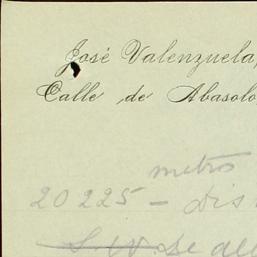 José Valenzuela,
Calle de Abasolo
metros
20225 – Dis